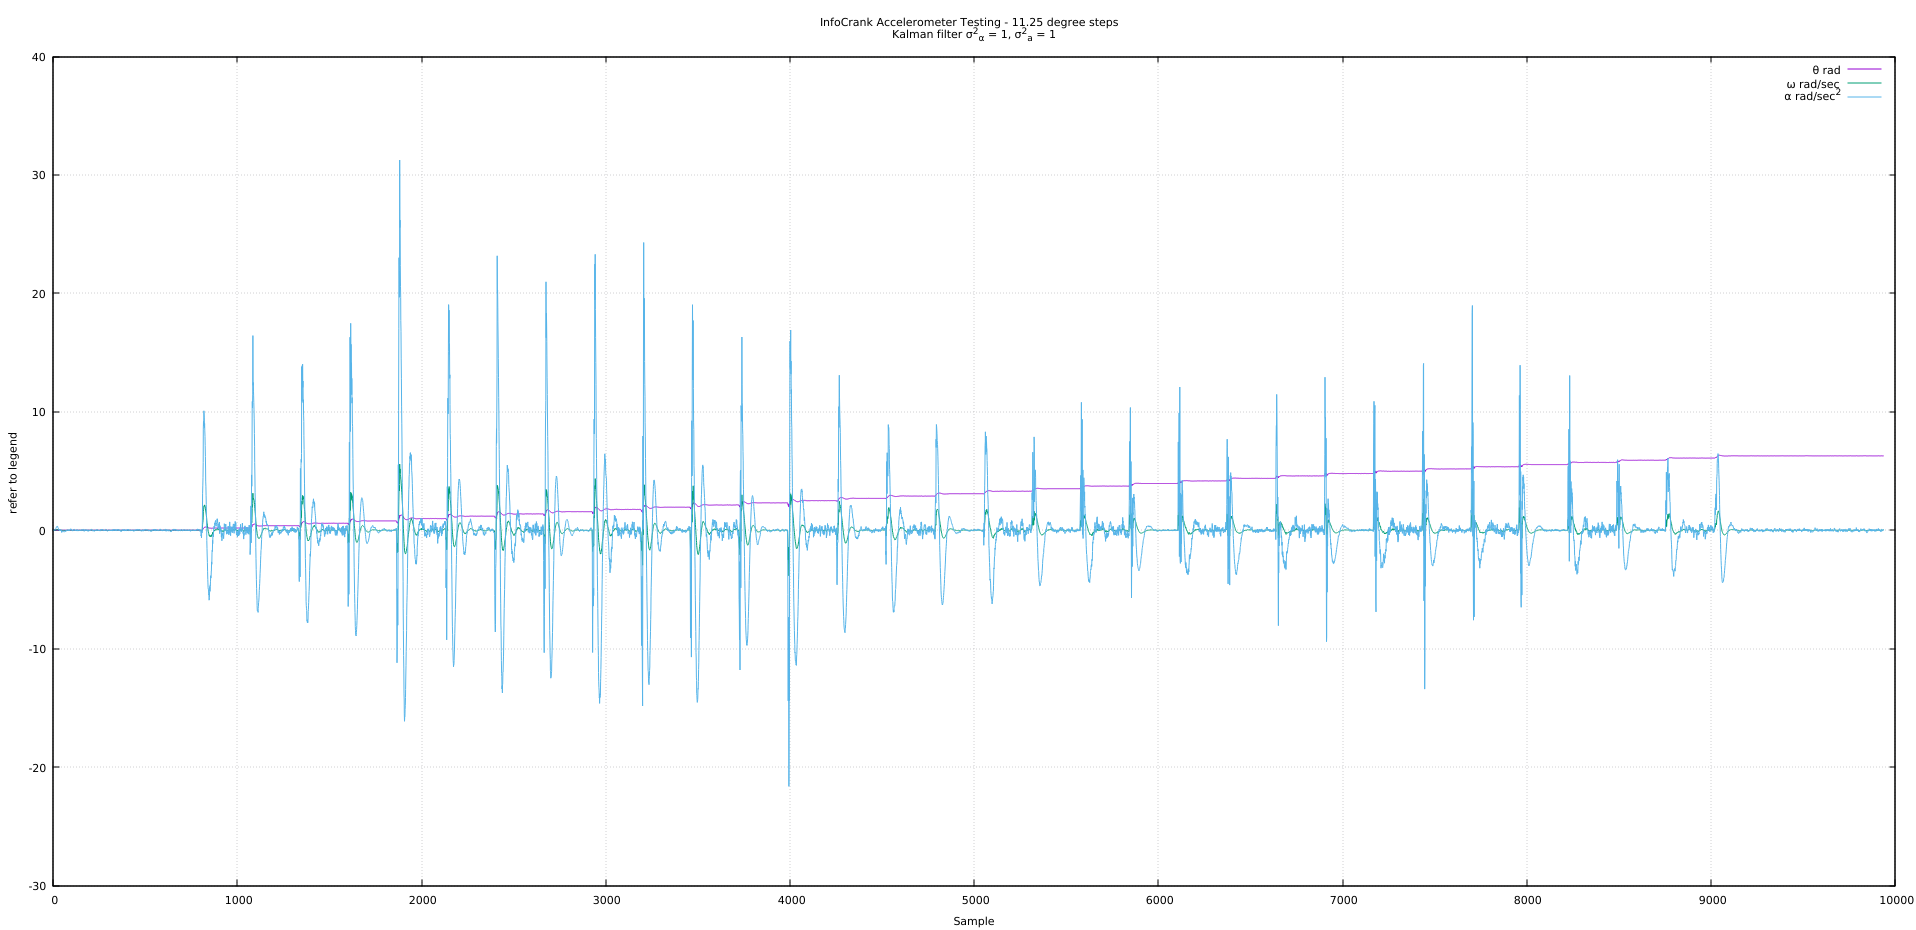 InfoCrank Accelerometer Testing - 11.25 degree steps
Kalman filter σ²α = 1, σ²a = 1
θ rad
ω rad/sec
α rad/sec²
40
30
20
10
0
-10
-20
-30
refer to legend
0 1000 2000 3000 4000 5000 6000 7000 8000 9000 10000
Sample